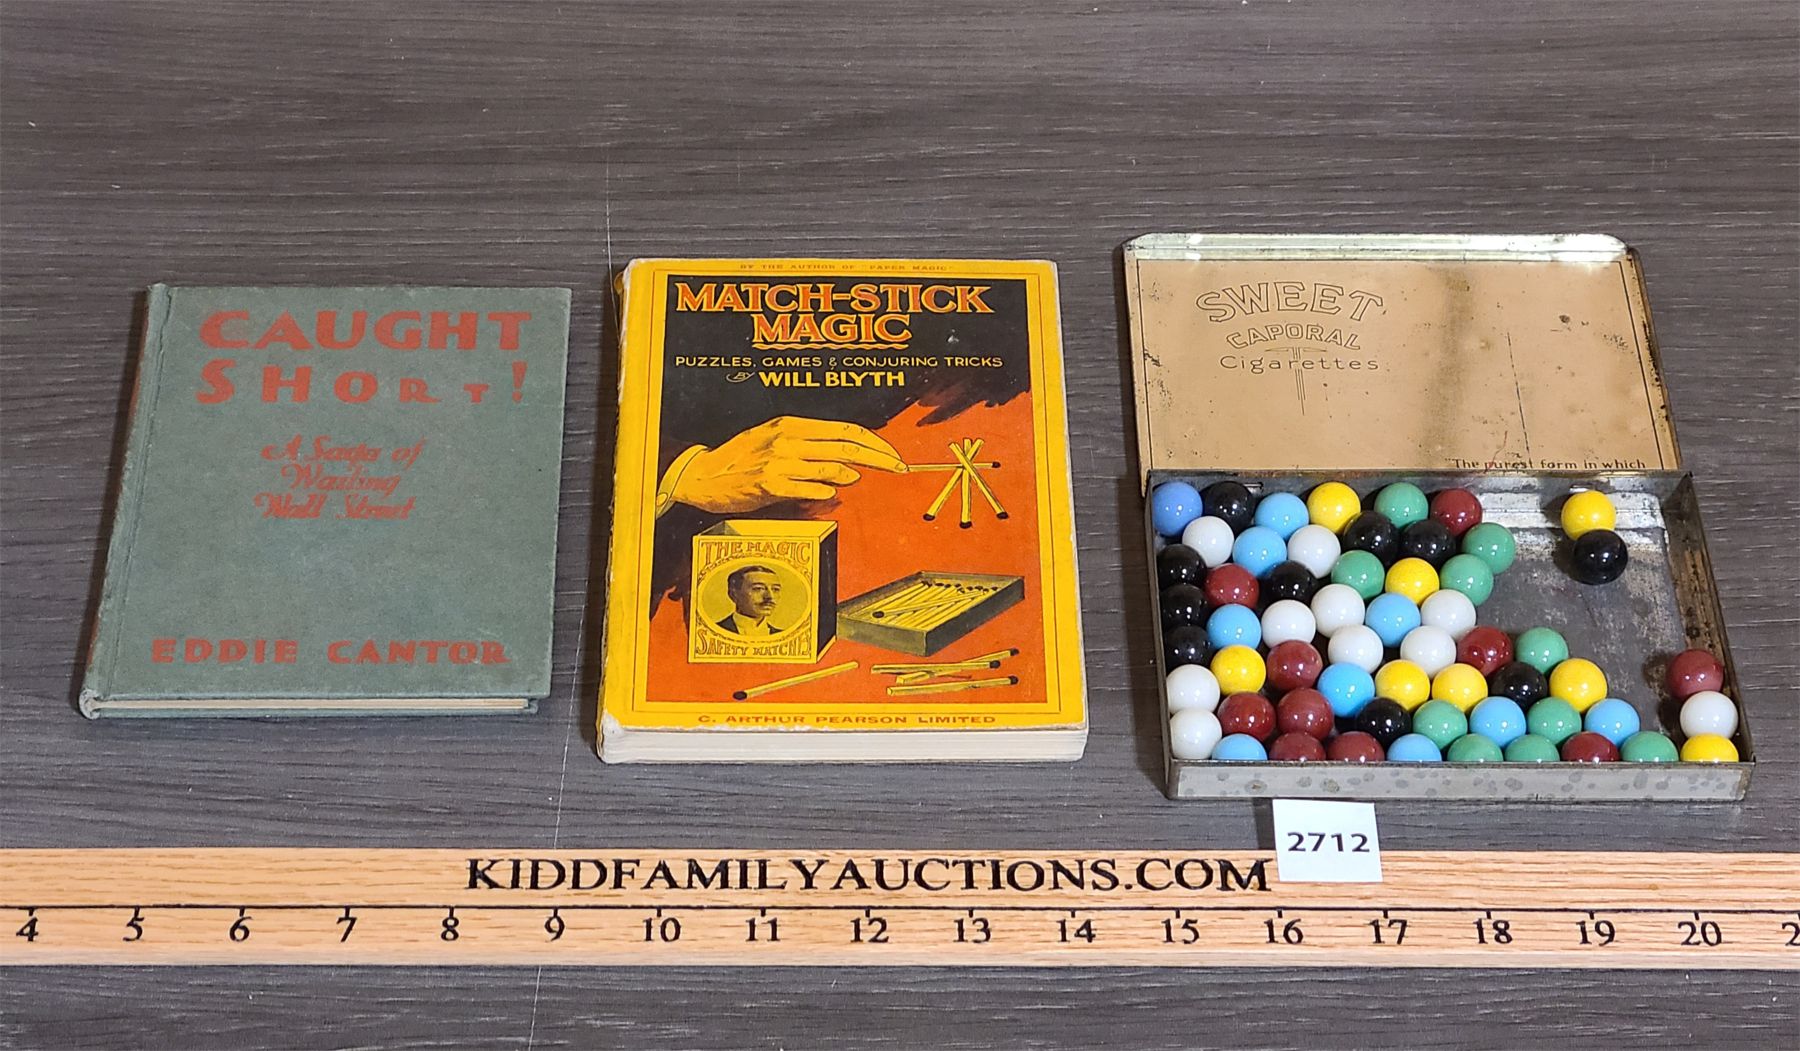 CAUGHT
SHORT!
A Saga of
Wailing
Wall Street
EDDIE CANTOR
BY THE AUTHOR OF "PAPER MAGIC"
MATCH-STICK
MAGIC
PUZZLES, GAMES & CONJURING TRICKS
BY WILL BLYTH
THE MAGIC
SAFETY MATCHES
C. ARTHUR PEARSON LIMITED
SWEET
CAPORAL
Cigarettes
The purest form in which
2712
KIDDFAMILYAUCTIONS.COM
4 5 6 7 8 9 10 11 12 13 14 15 16 17 18 19 20 2